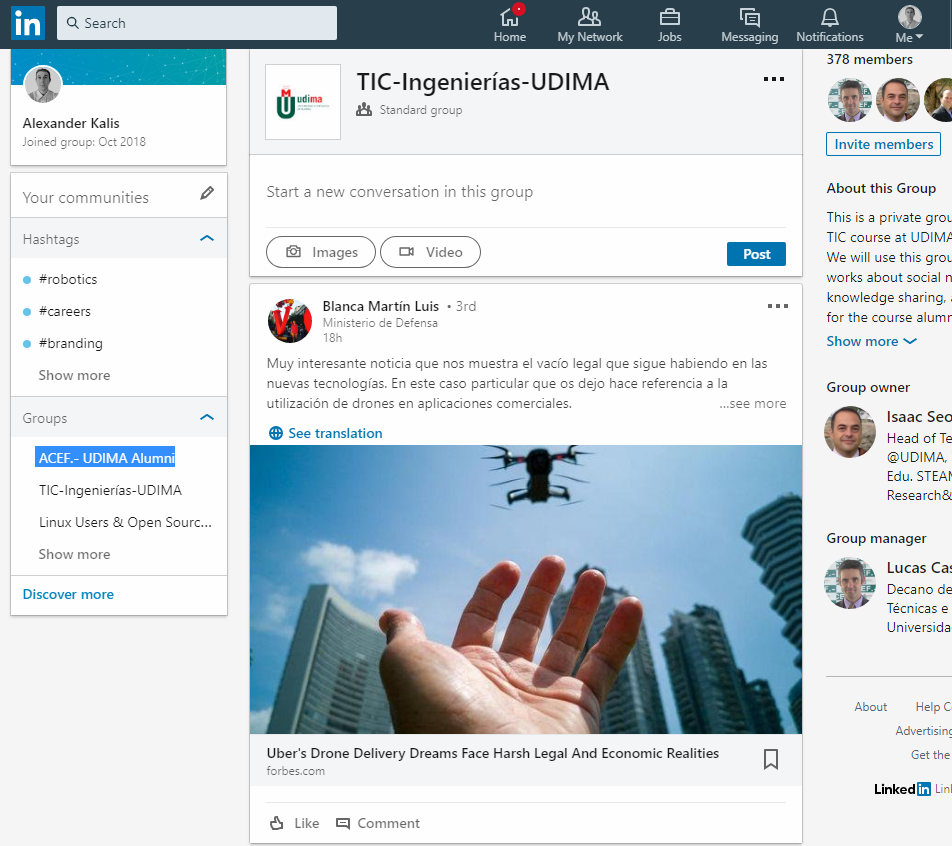 in
Search
Home
My Network
Jobs
Messaging
Notifications
Me
Alexander Kalis
Joined group: Oct 2018
Your communities
Hashtags
#robotics
#careers
#branding
Show more
Groups
ACEF.- UDIMA Alumni
TIC-Ingenierías-UDIMA
Linux Users & Open Sourc...
Show more
Discover more
udima
TIC-Ingenierías-UDIMA
Standard group
Start a new conversation in this group
Images
Video
Post
Blanca Martín Luis • 3rd
Ministerio de Defensa
18h
Muy interesante noticia que nos muestra el vacío legal que sigue habiendo en las
nuevas tecnologías. En este caso particular que os dejo hace referencia a la
utilización de drones en aplicaciones comerciales.
...see more
See translation
Uber's Drone Delivery Dreams Face Harsh Legal And Economic Realities
forbes.com
Like
Comment
378 members
Invite members
About this Group
This is a private grou
TIC course at UDIMA
We will use this grou
works about social n
knowledge sharing, a
for the course alumn
Show more
Group owner
Isaac Seo
Head of Te
@UDIMA,
Edu. STEAM
Research&
Group manager
Lucas Cas
Decano de
Técnicas e
Universida
About
Help C
Advertising
Get the
Linked in Lin